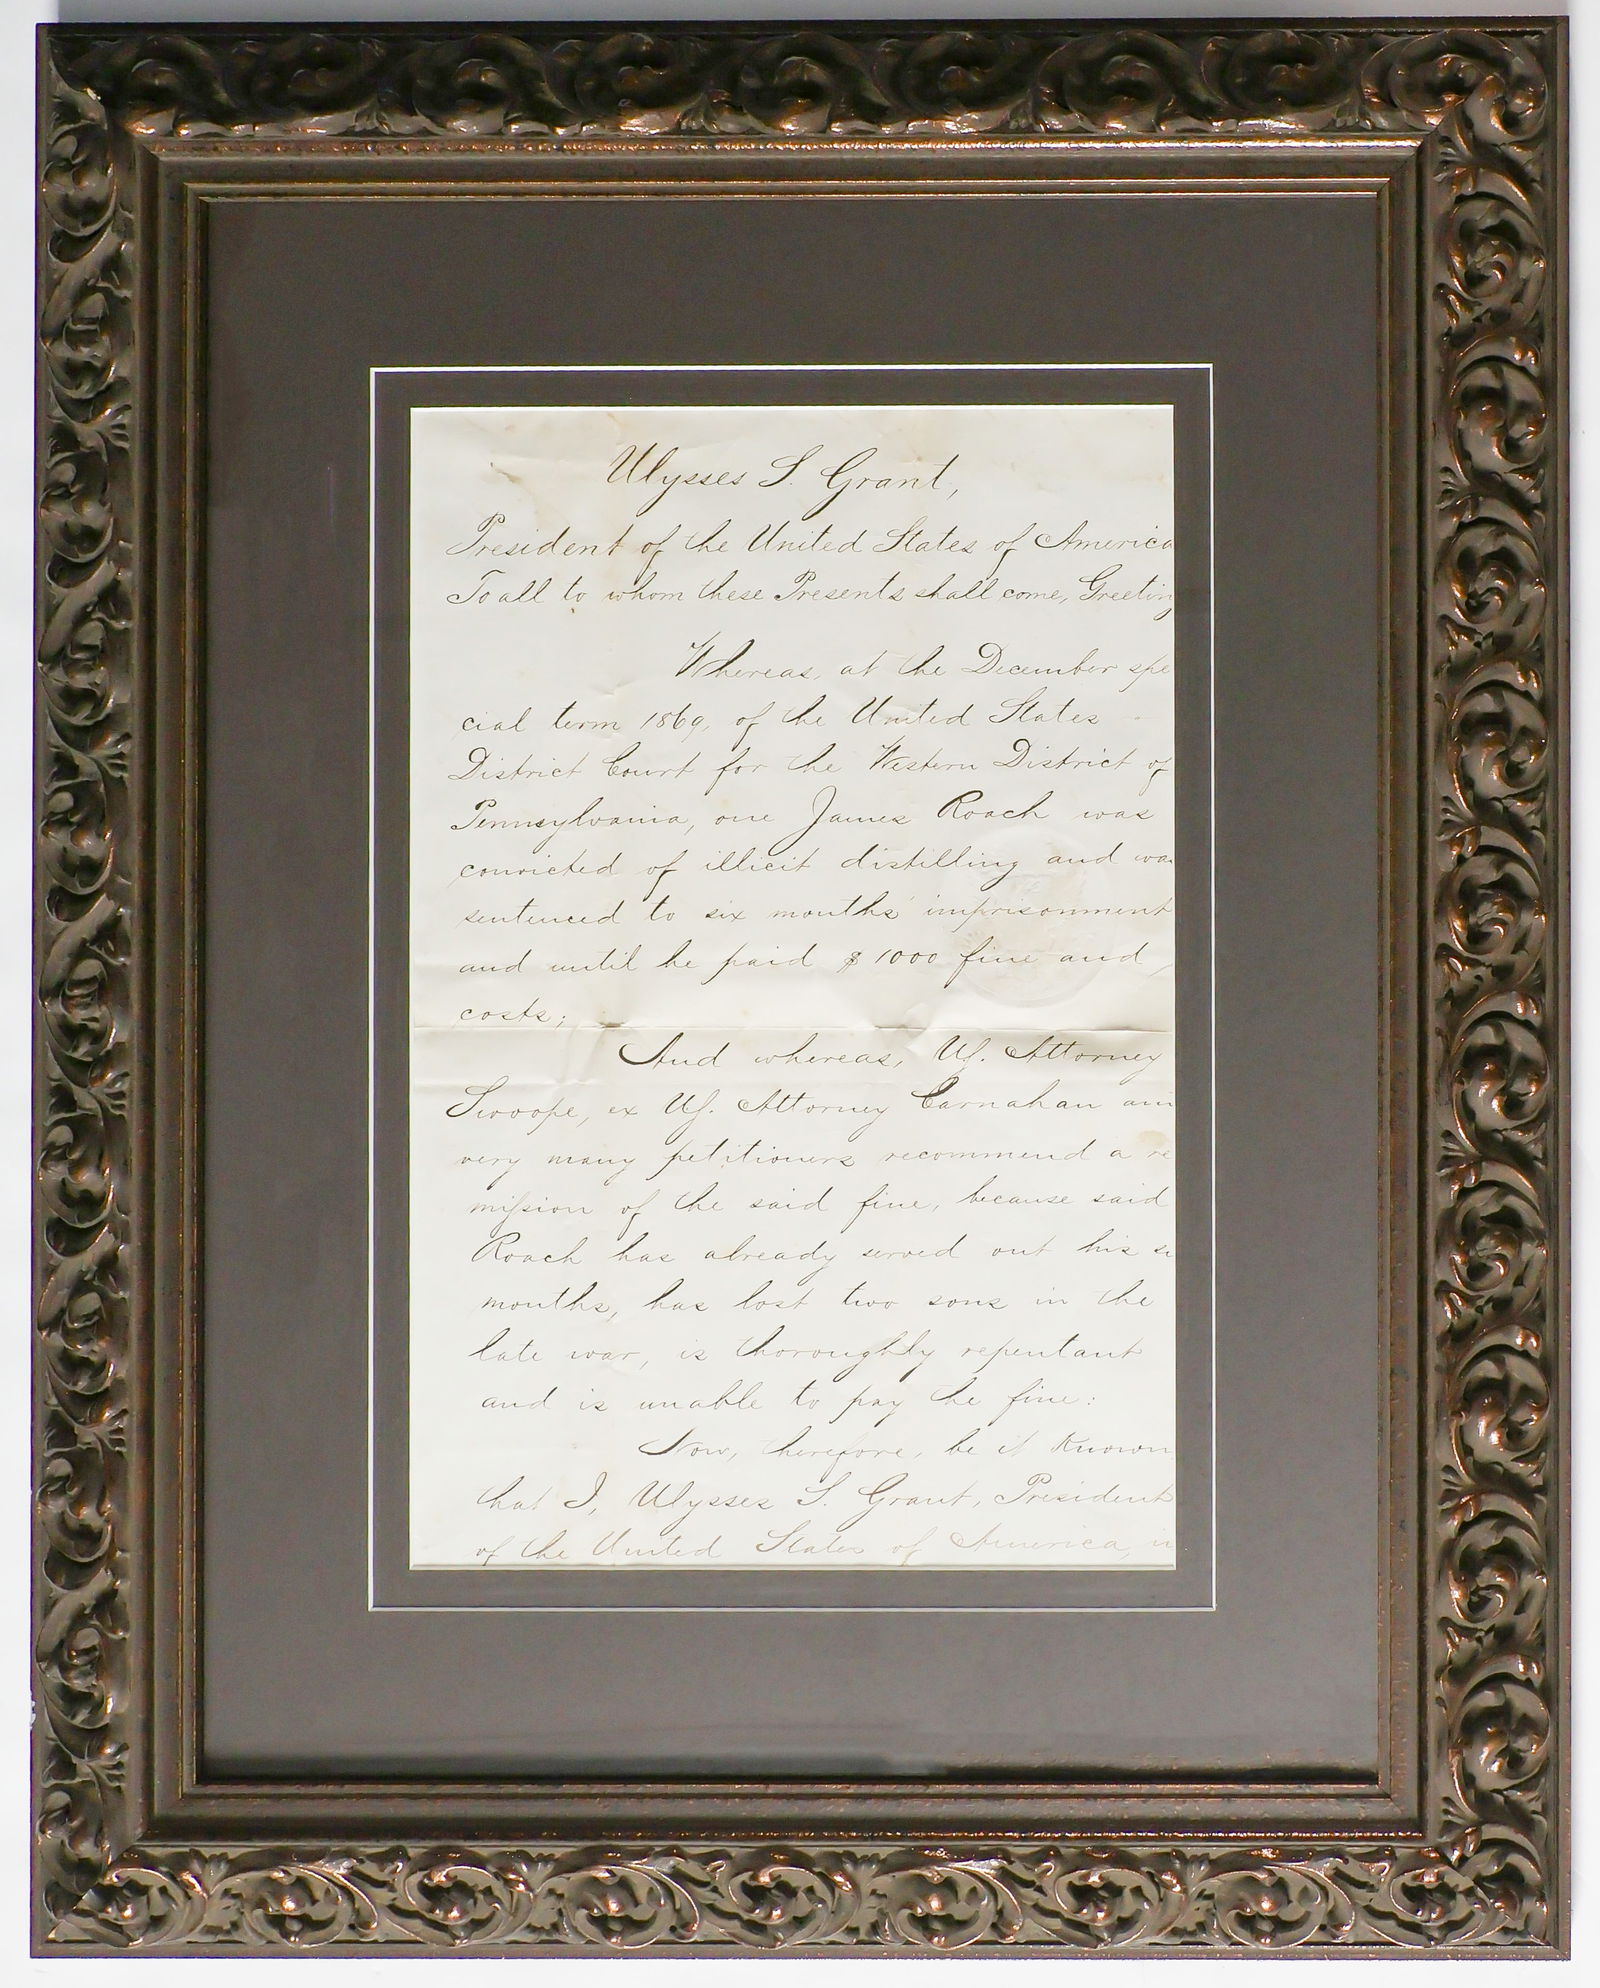 Ulysses S. Grant,
President of the United States of America
To all to whom these Presents shall come, Greeting
Whereas, at the December spe
cial term 1869, of the United States
District Court for the Western District of
Pennsylvania, one James Roach was
convicted of illicit distilling and was
sentenced to six months' imprisonment
and until he paid $1000 fine and
costs;
And whereas, US. Attorney
Swoope, ex US. Attorney Carnahan and
very many petitioners recommend a re
mission of the said fine, because said
Roach has already served out his
months, has lost two sons in the
late war, is thoroughly repentant
and is unable to pay the fine:
Now, therefore, be it Known
that I, Ulysses S. Grant, President
of the United States of America, in